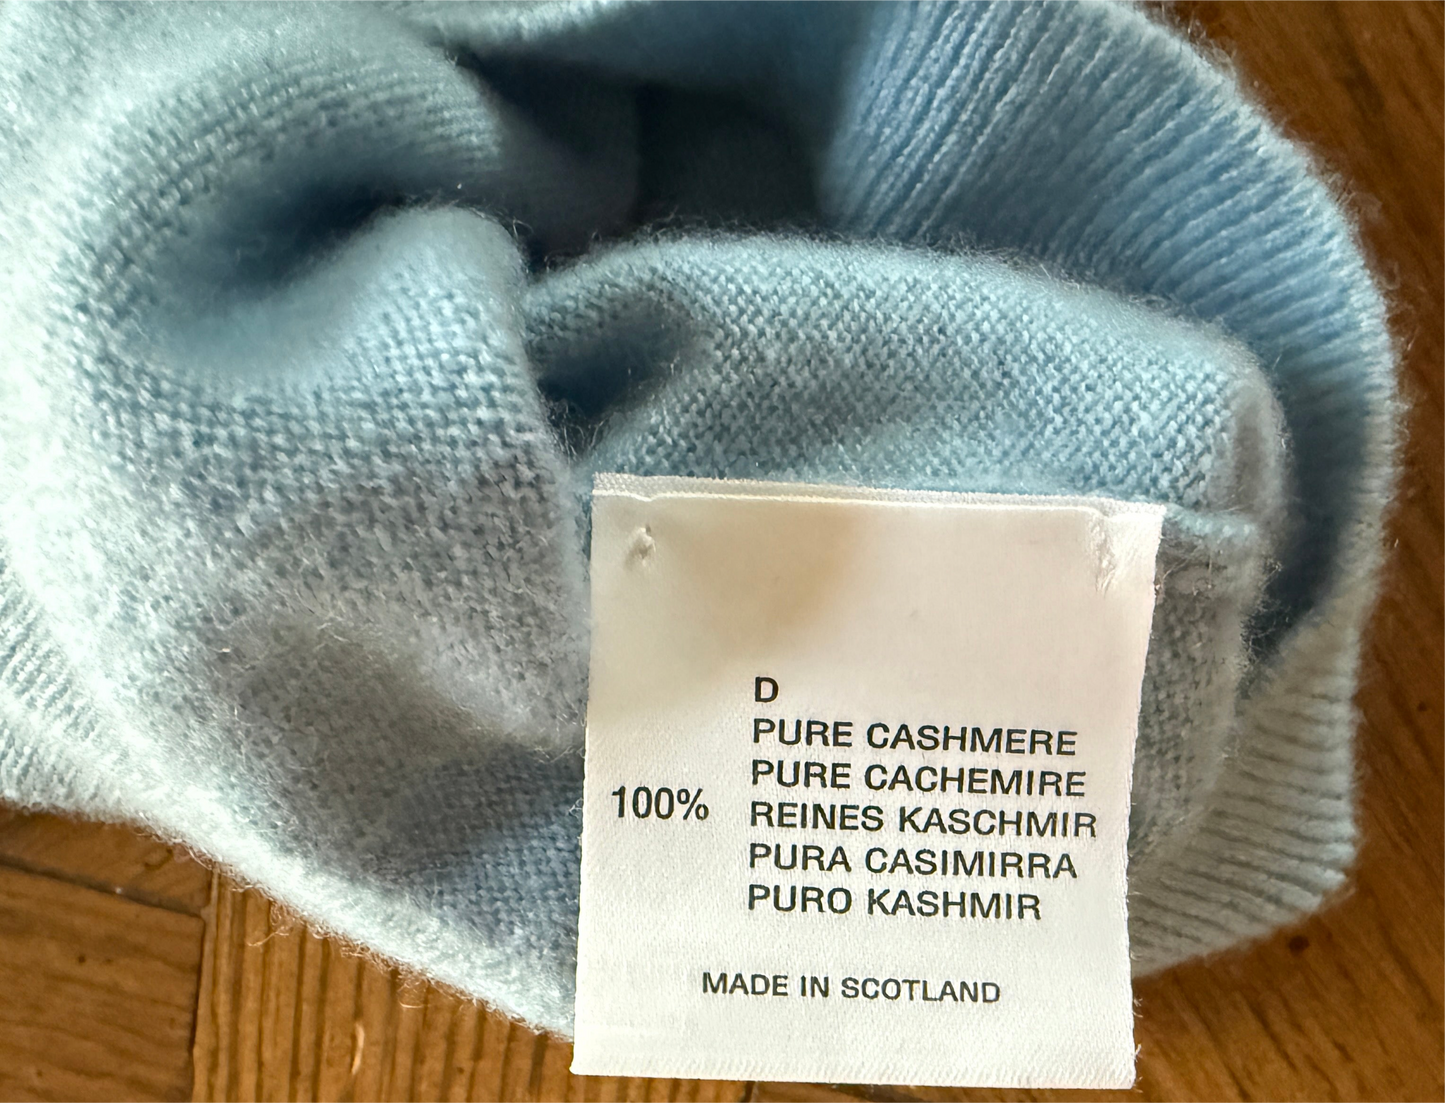 D
PURE CASHMERE
PURE CACHEMIRE
100% REINES KASCHMIR
PURA CASIMIRRA
PURO KASHMIR
MADE IN SCOTLAND